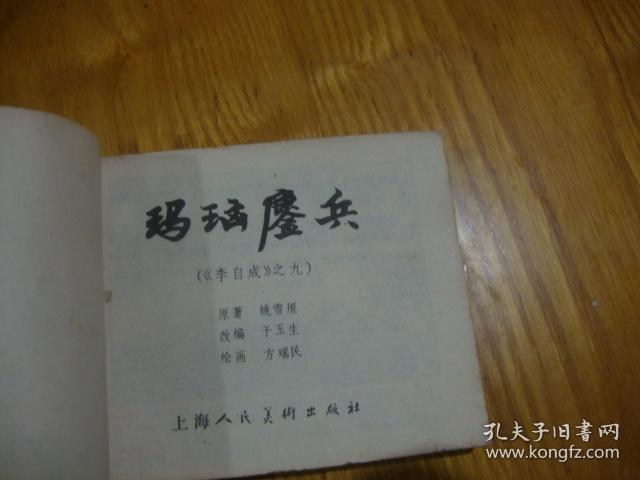 玛瑙鏖兵
(《李自成》之九)
原著 姚雪垠
改编 干玉生
绘画 方瑶民
上海人民美術出版社
孔夫子旧书网
www.kongfz.com